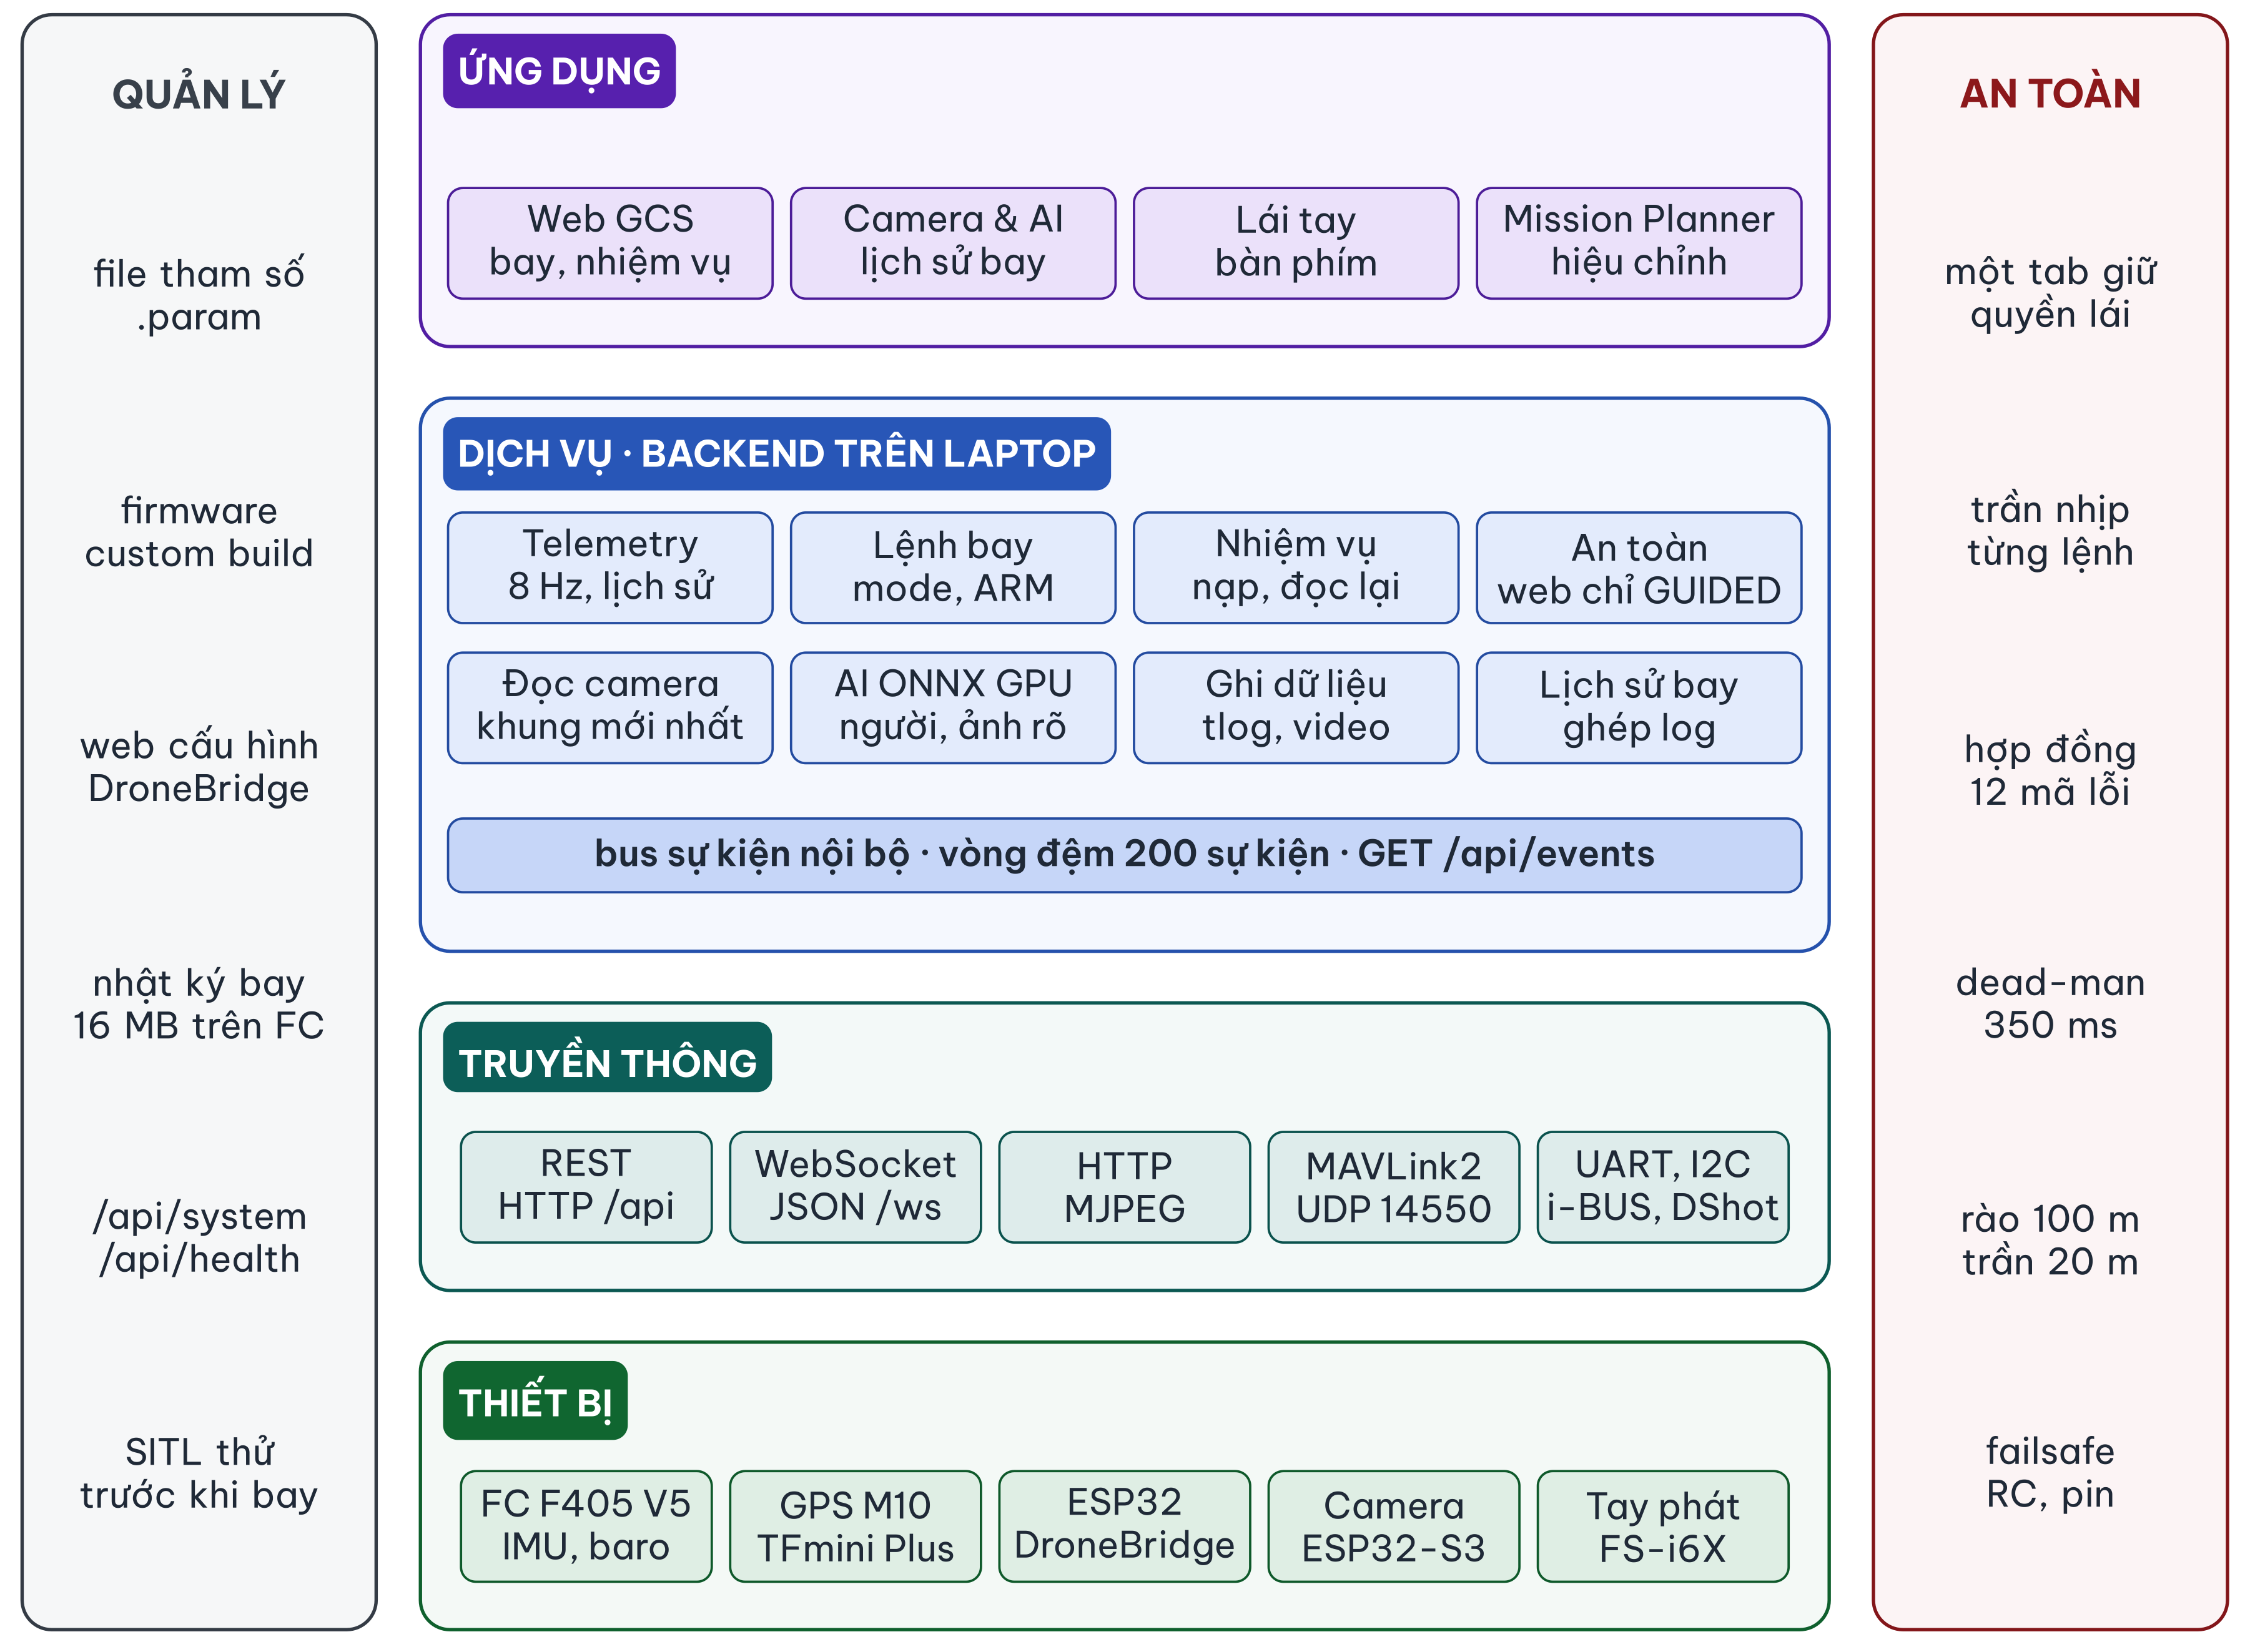 QUẢN LÝ
file tham số
.param
firmware
custom build
web cấu hình
DroneBridge
nhật ký bay
16 MB trên FC
/api/system
/api/health
SITL thử
trước khi bay
ỨNG DỤNG
Web GCS
bay, nhiệm vụ
Camera & AI
lịch sử bay
Lái tay
bàn phím
Mission Planner
hiệu chỉnh
DỊCH VỤ · BACKEND TRÊN LAPTOP
Telemetry
8 Hz, lịch sử
Lệnh bay
mode, ARM
Nhiệm vụ
nạp, đọc lại
An toàn
web chỉ GUIDED
Đọc camera
khung mới nhất
AI ONNX GPU
người, ảnh rõ
Ghi dữ liệu
tlog, video
Lịch sử bay
ghép log
bus sự kiện nội bộ · vòng đệm 200 sự kiện · GET /api/events
TRUYỀN THÔNG
REST
HTTP /api
WebSocket
JSON /ws
HTTP
MJPEG
MAVLink2
UDP 14550
UART, I2C
i-BUS, DShot
THIẾT BỊ
FC F405 V5
IMU, baro
GPS M10
TFmini Plus
ESP32
DroneBridge
Camera
ESP32-S3
Tay phát
FS-i6X
AN TOÀN
một tab giữ
quyền lái
trần nhịp
từng lệnh
hợp đồng
12 mã lỗi
dead-man
350 ms
rào 100 m
trần 20 m
failsafe
RC, pin